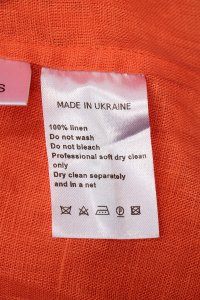 s
MADE IN UKRAINE
100% linen
Do not wash
Do not bleach
Professional soft dry clean
only
Dry clean separately
and in a net